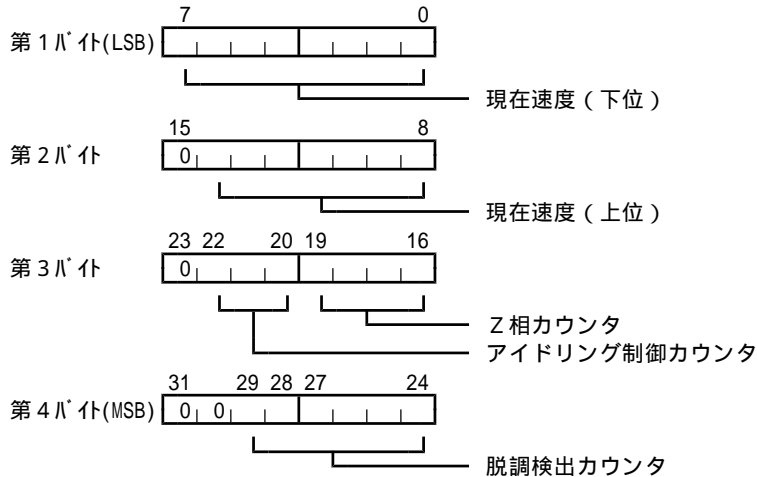 7 0
第1ﾊﾞｲﾄ(LSB)
現在速度(下位)
15 8
第2ﾊﾞｲﾄ 0
現在速度(上位)
23 22 20 19 16
第3ﾊﾞｲﾄ 0
Z相カウンタ
アイドリング制御カウンタ
31 29 28 27 24
第4ﾊﾞｲﾄ(MSB) 0 0
脱調検出カウンタ